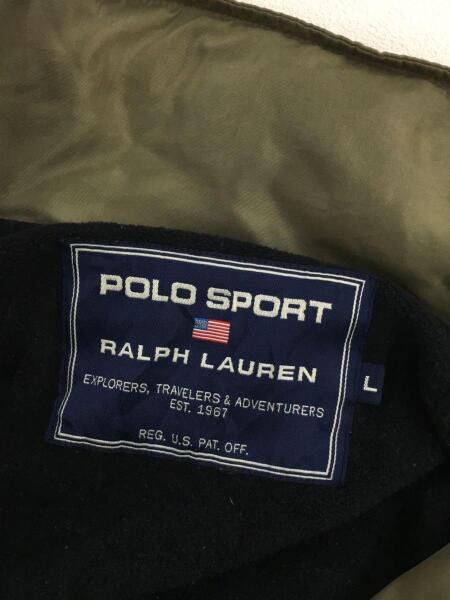 POLO SPORT
RALPH LAUREN
EXPLORERS, TRAVELERS & ADVENTURERS
EST. 1967
REG. U.S. PAT. OFF.
L